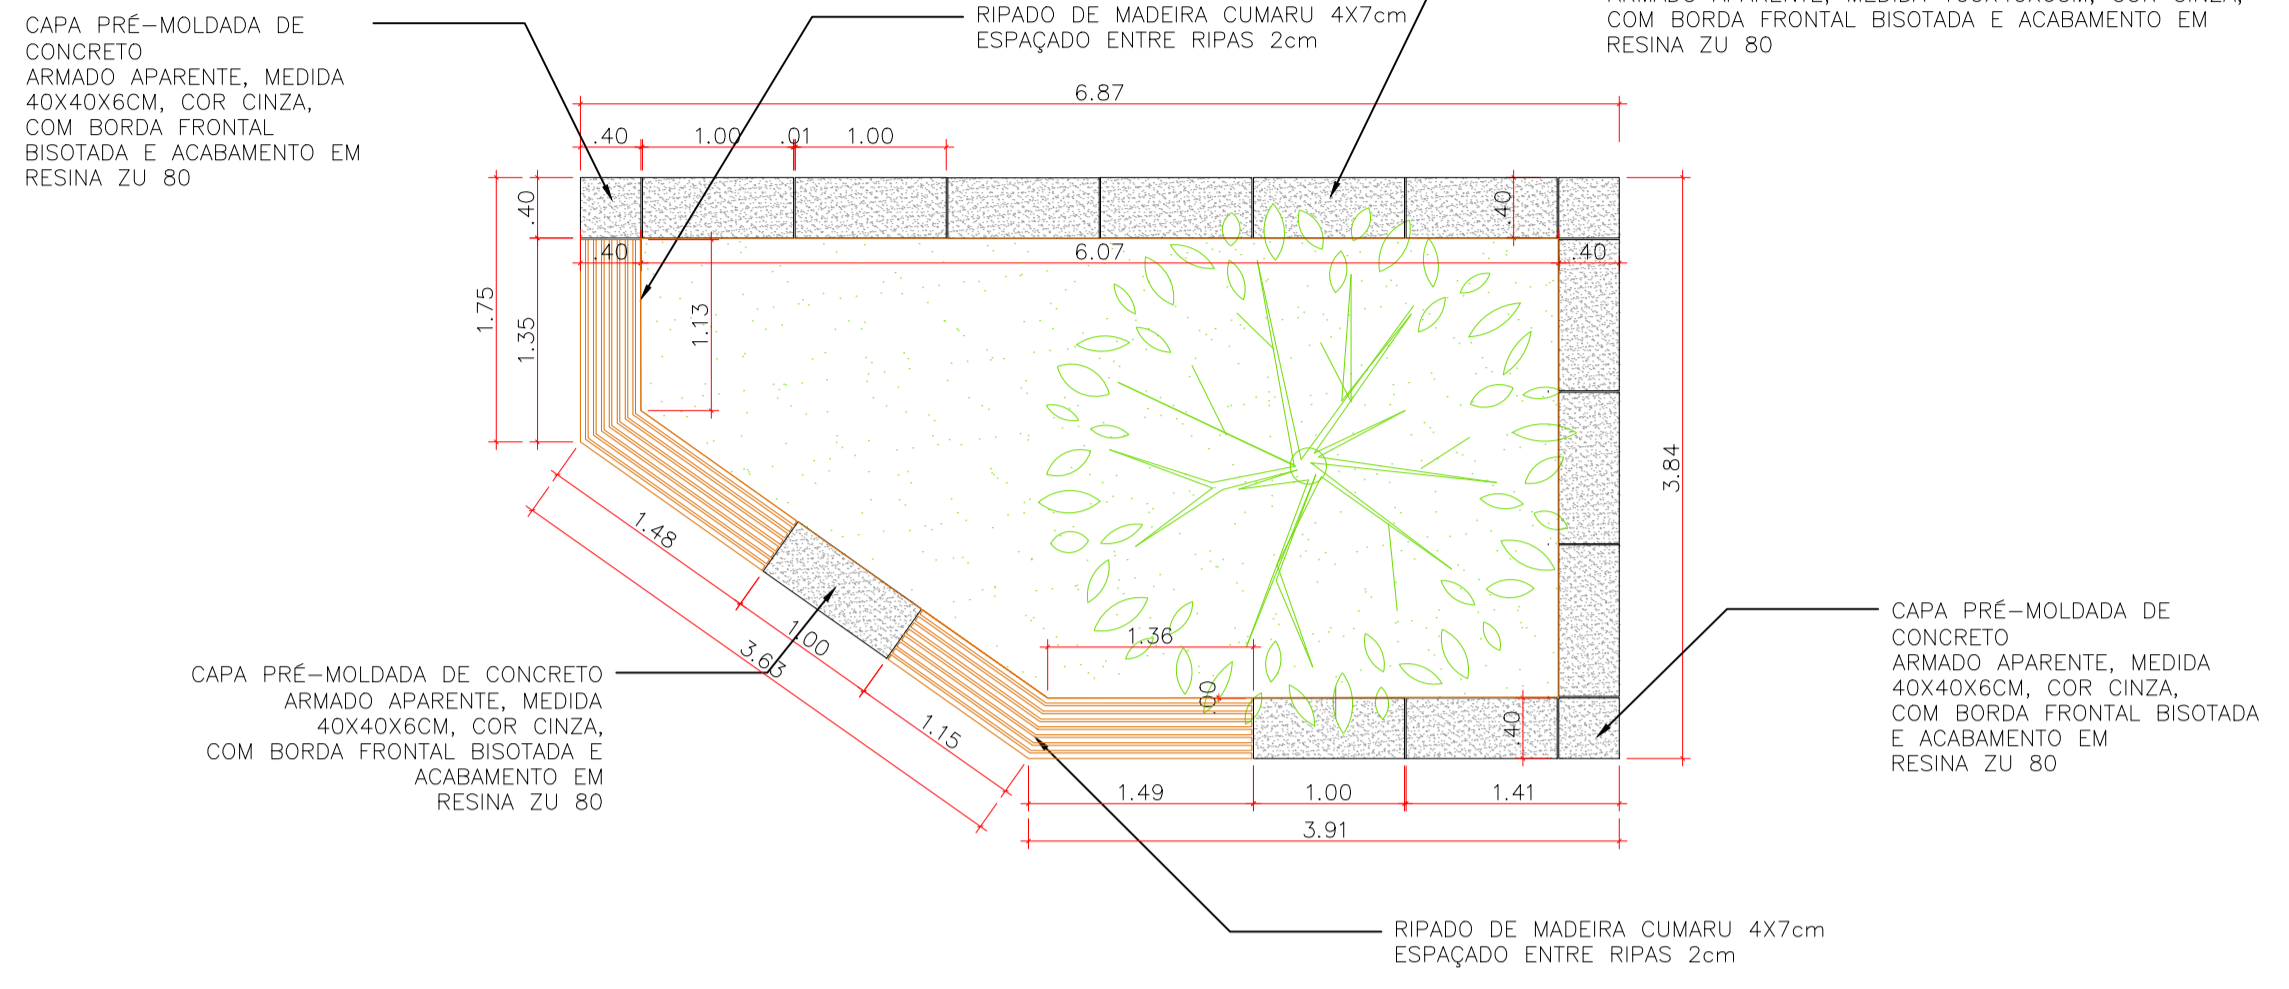 CAPA PRÉ-MOLDADA DE
CONCRETO
ARMADO APARENTE, MEDIDA
40X40X6CM, COR CINZA,
COM BORDA FRONTAL
BISOTADA E ACABAMENTO EM
RESINA ZU 80
RIPADO DE MADEIRA CUMARU 4X7cm
ESPAÇADO ENTRE RIPAS 2cm
ARMADO APARENTE, MEDIDA COR CINZA,
COM BORDA FRONTAL BISOTADA E ACABAMENTO EM
RESINA ZU 80
6.87
.40
1.00
.01
1.00
.40
.40
.40
6.07
.40
1.75
1.35
1.13
3.84
1.48
1.00
3.63
1.15
1.36
.00
.40
1.49
1.00
1.41
3.91
CAPA PRÉ-MOLDADA DE CONCRETO
ARMADO APARENTE, MEDIDA
40X40X6CM, COR CINZA,
COM BORDA FRONTAL BISOTADA E
ACABAMENTO EM
RESINA ZU 80
CAPA PRÉ-MOLDADA DE
CONCRETO
ARMADO APARENTE, MEDIDA
40X40X6CM, COR CINZA,
COM BORDA FRONTAL BISOTADA
E ACABAMENTO EM
RESINA ZU 80
RIPADO DE MADEIRA CUMARU 4X7cm
ESPAÇADO ENTRE RIPAS 2cm